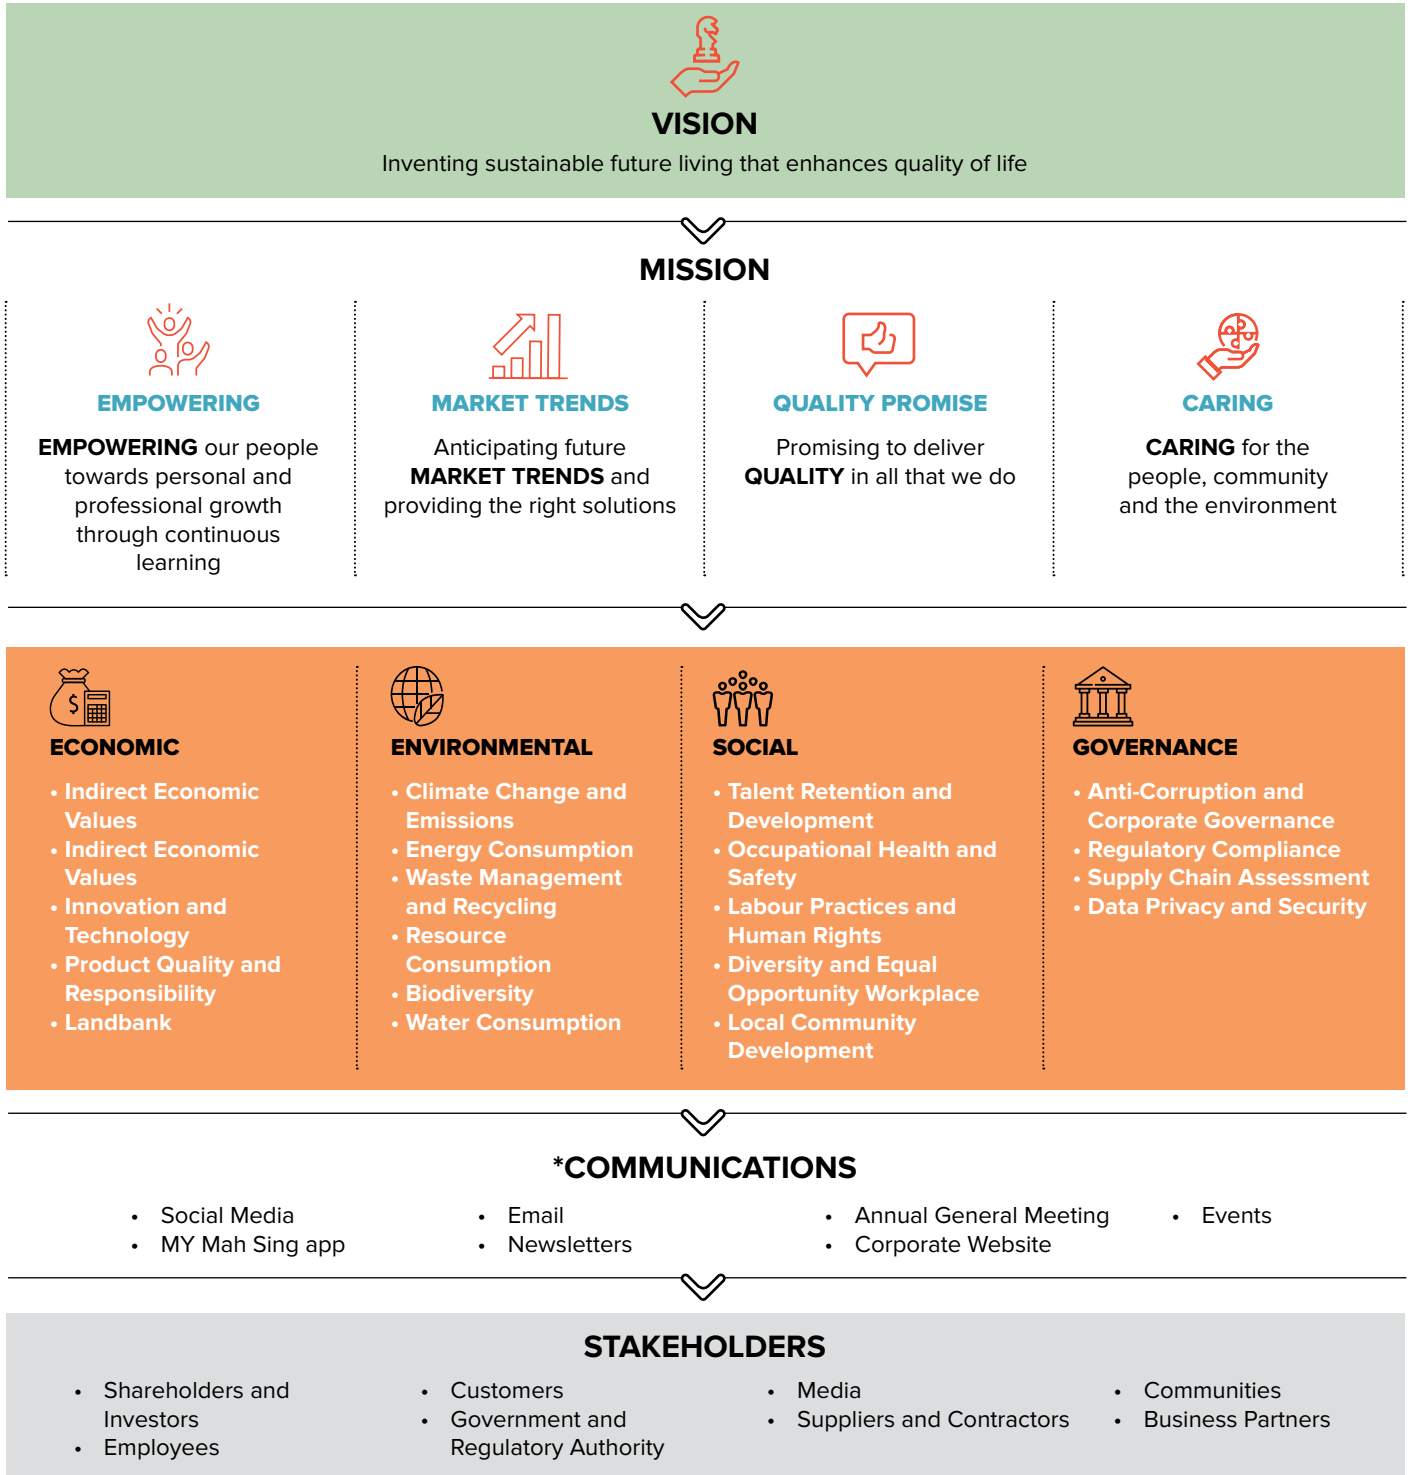 VISION
Inventing sustainable future living that enhances quality of life
MISSION
EMPOWERING
EMPOWERING our people
towards personal and
professional growth
through continuous
learning
MARKET TRENDS
Anticipating future
MARKET TRENDS and
providing the right solutions
QUALITY PROMISE
Promising to deliver
QUALITY in all that we do
CARING
CARING for the
people, community
and the environment
$
ECONOMIC
• Indirect Economic
Values
• Indirect Economic
Values
• Innovation and
Technology
• Product Quality and
Responsibility
• Landbank
ENVIRONMENTAL
• Climate Change and
Emissions
• Energy Consumption
• Waste Management
and Recycling
• Resource
Consumption
• Biodiversity
• Water Consumption
SOCIAL
• Talent Retention and
Development
• Occupational Health and
Safety
• Labour Practices and
Human Rights
• Diversity and Equal
Opportunity Workplace
• Local Community
Development
GOVERNANCE
• Anti-Corruption and
Corporate Governance
• Regulatory Compliance
• Supply Chain Assessment
• Data Privacy and Security
*COMMUNICATIONS
• Social Media
• MY Mah Sing app
• Email
• Newsletters
• Annual General Meeting
• Corporate Website
• Events
STAKEHOLDERS
• Shareholders and
Investors
• Employees
• Customers
• Government and
Regulatory Authority
• Media
• Suppliers and Contractors
• Communities
• Business Partners